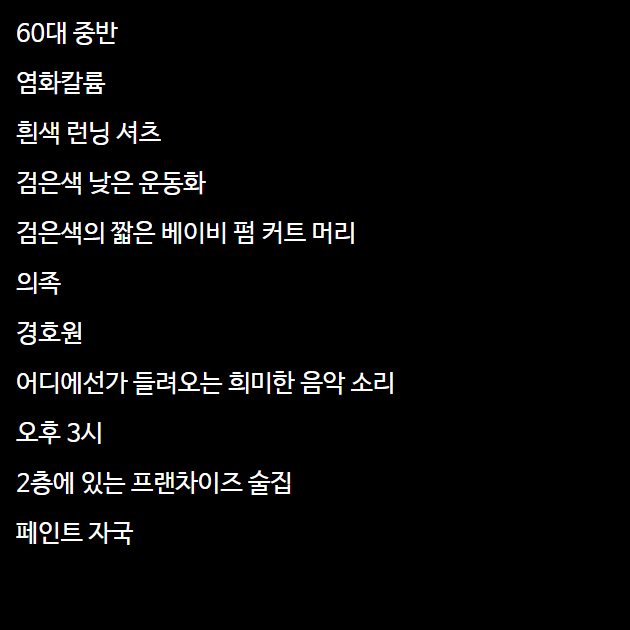 60대 중반
염화칼륨
흰색 런닝 셔츠
검은색 낮은 운동화
검은색의 짧은 베이비 펌 커트 머리
의족
경호원
어디에선가 들려오는 희미한 음악 소리
오후 3시
2층에 있는 프랜차이즈 술집
페인트 자국